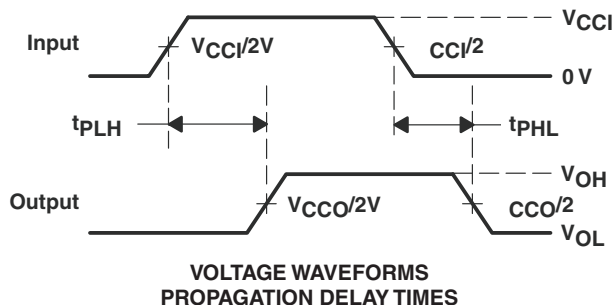 VCCI
Input VCCI/2V CCI/2
0 V
tPLH tPHL
VOH
Output VCCO/2V CCO/2
VOL
VOLTAGE WAVEFORMS
PROPAGATION DELAY TIMES